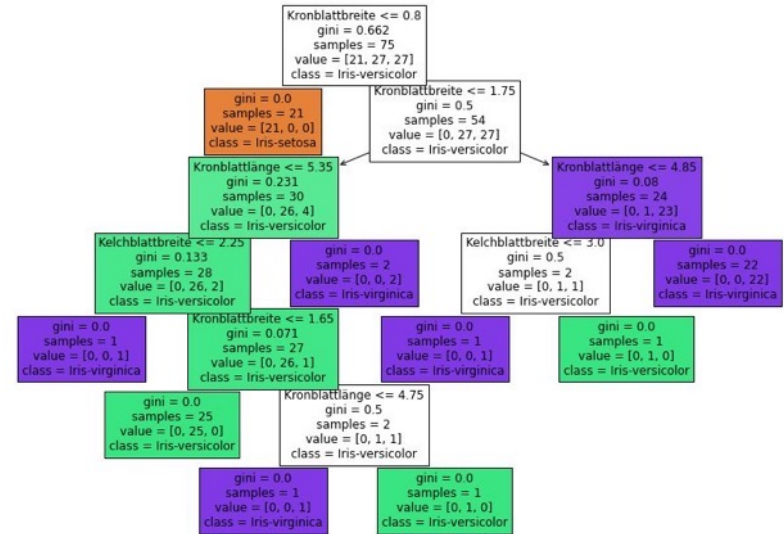 Kronblattbreite <= 0.8
gini = 0.662
samples = 75
value = [21, 27, 27]
class = Iris-versicolor
gini = 0.0
samples = 21
value = [21, 0, 0]
class = Iris-setosa
Kronblattbreite <= 1.75
gini = 0.5
samples = 54
value = [0, 27, 27]
class = Iris-versicolor
Kronblattlänge <= 5.35
gini = 0.231
samples = 30
value = [0, 26, 4]
class = Iris-versicolor
Kronblattlänge <= 4.85
gini = 0.08
samples = 24
value = [0, 1, 23]
class = Iris-virginica
Kelchblattbreite <= 2.25
gini = 0.133
samples = 28
value = [0, 26, 2]
class = Iris-versicolor
gini = 0.0
samples = 2
value = [0, 0, 2]
class = Iris-virginica
Kelchblattbreite <= 3.0
gini = 0.5
samples = 2
value = [0, 1, 1]
class = Iris-versicolor
gini = 0.0
samples = 22
value = [0, 0, 22]
class = Iris-virginica
gini = 0.0
samples = 1
value = [0, 0, 1]
class = Iris-virginica
Kronblattbreite <= 1.65
gini = 0.071
samples = 27
value = [0, 26, 1]
class = Iris-versicolor
gini = 0.0
samples = 1
value = [0, 0, 1]
class = Iris-virginica
gini = 0.0
samples = 1
value = [0, 1, 0]
class = Iris-versicolor
gini = 0.0
samples = 25
value = [0, 25, 0]
class = Iris-versicolor
Kronblattlänge <= 4.75
gini = 0.5
samples = 2
value = [0, 1, 1]
class = Iris-versicolor
gini = 0.0
samples = 1
value = [0, 0, 1]
class = Iris-virginica
gini = 0.0
samples = 1
value = [0, 1, 0]
class = Iris-versicolor